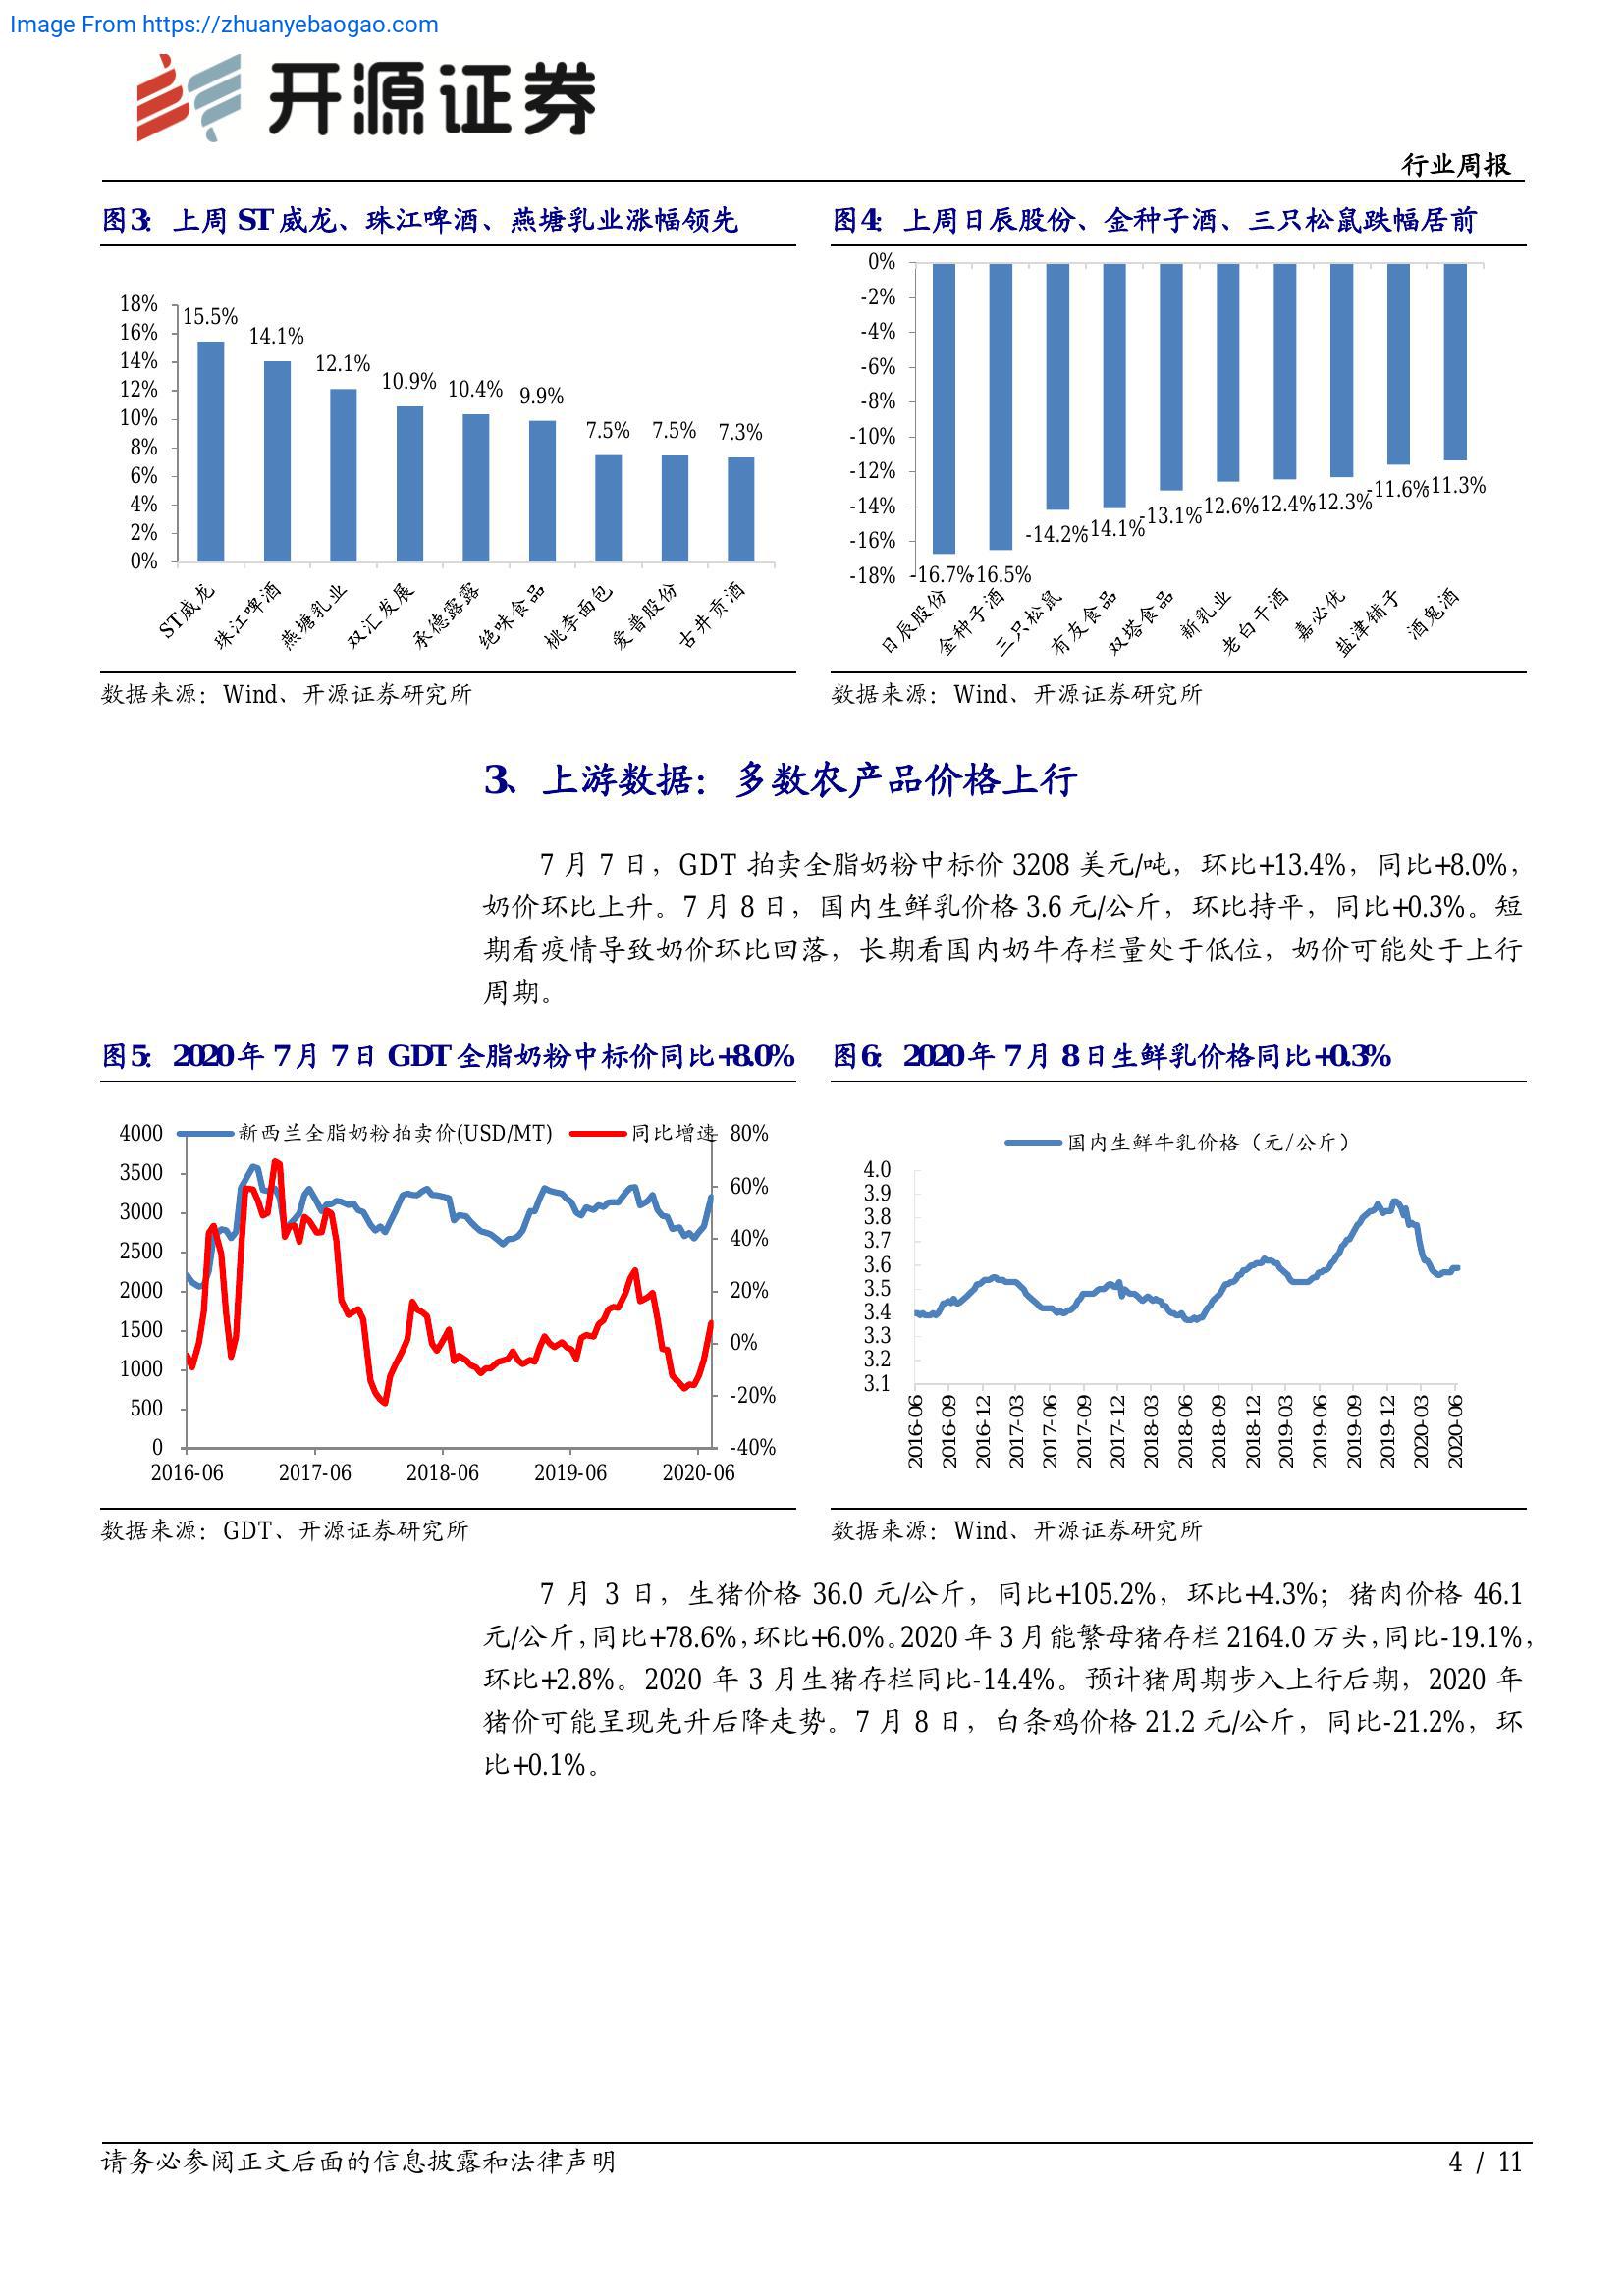 Image From https://zhuanyebaogao.com
开源证券
行业周报
图3： 上周 ST 威龙、珠江啤酒、燕塘乳业涨幅领先
18%
16%
14%
12%
10%
8%
6%
4%
2%
0%
15.5%
14.1%
12.1%
10.9%
10.4%
9.9%
7.5%
7.5%
7.3%
ST威龙
珠江啤酒
燕塘乳业
双汇发展
承德露露
绝味食品
桃李面包
爱普股份
古井贡酒
数据来源：Wind、开源证券研究所
图4： 上周日辰股份、金种子酒、三只松鼠跌幅居前
0%
-2%
-4%
-6%
-8%
-10%
-12%
-14%
-16%
-18%
-16.7%
-16.5%
-14.2%
-14.1%
-13.1%
-12.6%
-12.4%
-12.3%
-11.6%
-11.3%
日辰股份
金种子酒
三只松鼠
有友食品
双塔食品
新乳业
老白干酒
嘉必优
盐津铺子
酒鬼酒
数据来源：Wind、开源证券研究所
3、上游数据：多数农产品价格上行
7 月 7 日，GDT 拍卖全脂奶粉中标价 3208 美元/吨，环比+13.4%，同比+8.0%，
奶价环比上升。7 月 8 日，国内生鲜乳价格 3.6 元/公斤，环比持平，同比+0.3%。短
期看疫情导致奶价环比回落，长期看国内奶牛存栏量处于低位，奶价可能处于上行
周期。
图5： 2020 年 7 月 7 日 GDT 全脂奶粉中标价同比+8.0%
新西兰全脂奶粉拍卖价(USD/MT)
同比增速
4000
3500
3000
2500
2000
1500
1000
500
0
80%
60%
40%
20%
0%
-20%
-40%
2016-06
2017-06
2018-06
2019-06
2020-06
数据来源：GDT、开源证券研究所
图6： 2020 年 7 月 8 日生鲜乳价格同比+0.3%
国内生鲜牛乳价格（元/公斤）
4.0
3.9
3.8
3.7
3.6
3.5
3.4
3.3
3.2
3.1
2016-06
2016-09
2016-12
2017-03
2017-06
2017-09
2017-12
2018-03
2018-06
2018-09
2018-12
2019-03
2019-06
2019-09
2019-12
2020-03
2020-06
数据来源：Wind、开源证券研究所
7 月 3 日，生猪价格 36.0 元/公斤，同比+105.2%，环比+4.3%；猪肉价格 46.1
元/公斤，同比+78.6%，环比+6.0%。2020 年 3 月能繁母猪存栏 2164.0 万头，同比-19.1%，
环比+2.8%。2020 年 3 月生猪存栏同比-14.4%。预计猪周期步入上行后期，2020 年
猪价可能呈现先升后降走势。7 月 8 日，白条鸡价格 21.2 元/公斤，同比-21.2%，环
比+0.1%。
请务必参阅正文后面的信息披露和法律声明
4 / 11